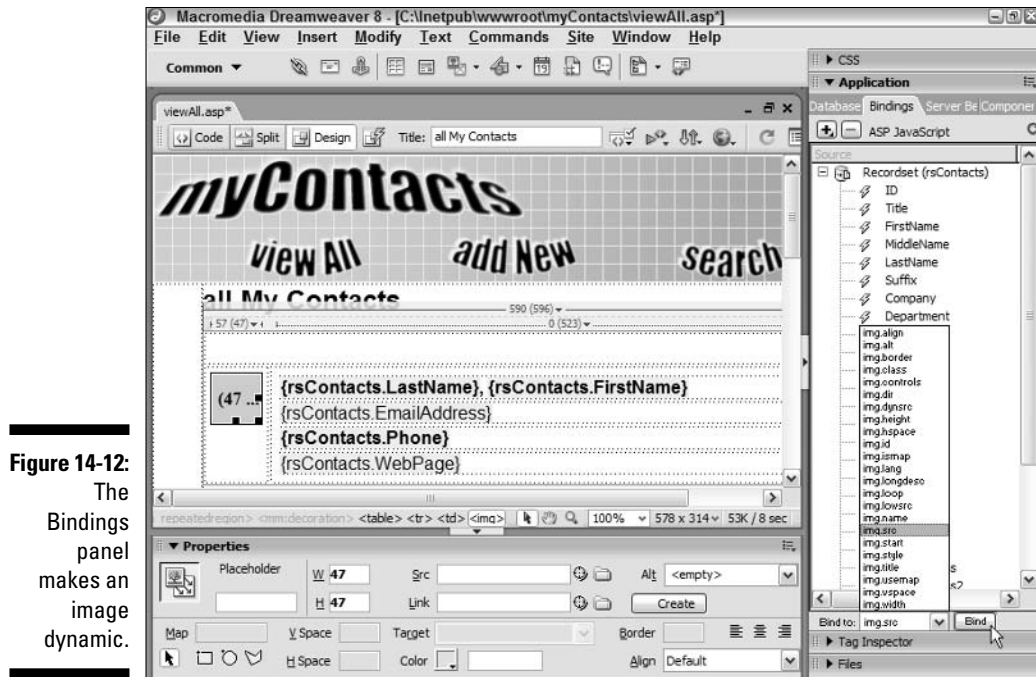 Macromedia Dreamweaver 8 - [C:\Inetpub\wwwroot\myContacts\viewAll.asp*]
File Edit View Insert Modify Text Commands Site Window Help
Common
viewAll.asp*
Code Split Design Title: all My Contacts
myContacts
view All add New search
all My Contacts
590 (596)
57 (47) 0 (523)
(47 ...
{rsContacts.LastName}, {rsContacts.FirstName}
{rsContacts.EmailAddress}
{rsContacts.Phone}
{rsContacts.WebPage}
repeatedregion> <mm:decoration> <table> <tr> <td> <img> 100% 578 x 314 53K / 8 sec
Properties
Placeholder W 47 Src Alt <empty>
H 47 Link Create
Map V Space Target Border
H Space Color Align Default
CSS
Application
Database Bindings Server Be Componen
ASP JavaScript
Source
Recordset (rsContacts)
ID
Title
FirstName
MiddleName
LastName
Suffix
Company
Department
img.align
img.alt
img.border
img.class
img.controls
img.dir
img.dynsrc
img.height
img.hspace
img.id
img.ismap
img.lang
img.longdesc
img.loop
img.lowsrc
img.name
img.src
img.start
img.style
img.title
img.usemap
img.vspace
img.width
Bind to: img.src Bind
Tag Inspector
Files
Figure 14-12:
The
Bindings
panel
makes an
image
dynamic.